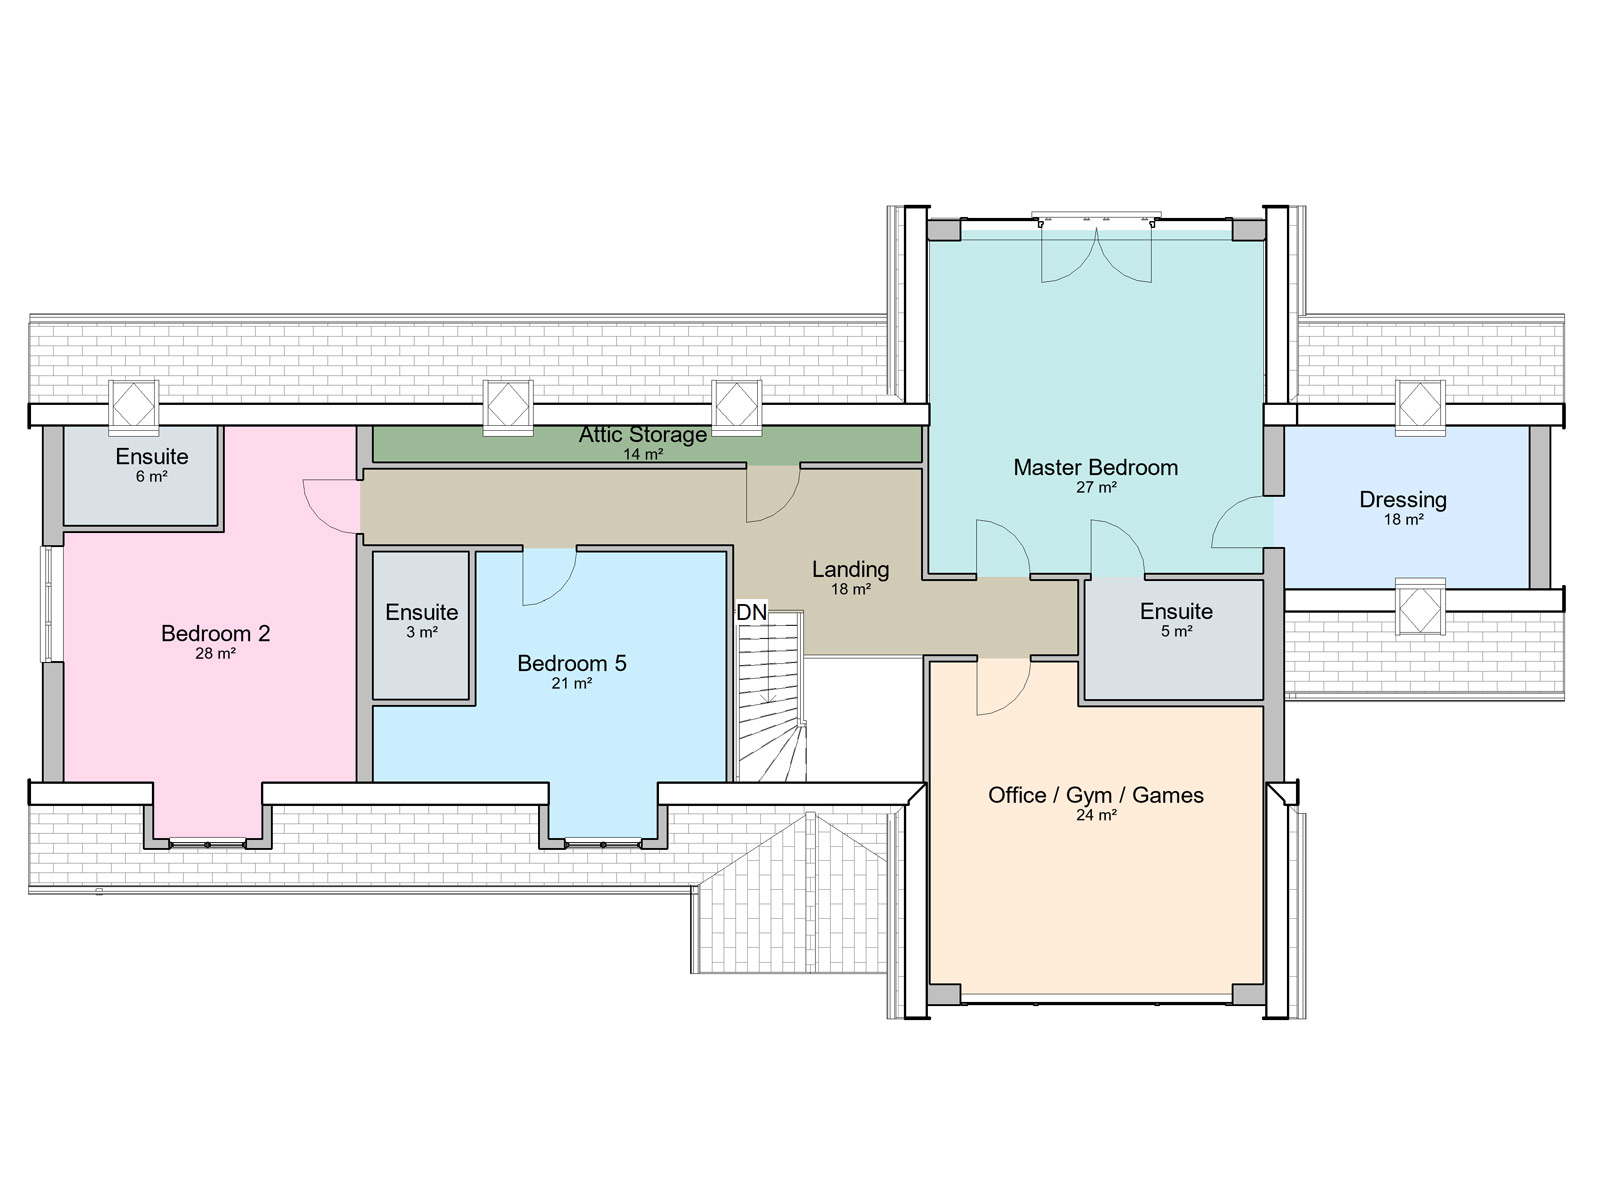 Attic Storage
14 m²
Ensuite
6 m²
Master Bedroom
27 m²
Dressing
18 m²
Landing
18 m²
Ensuite
3 m²
DN
Ensuite
5 m²
Bedroom 2
28 m²
Bedroom 5
21 m²
Office / Gym / Games
24 m²